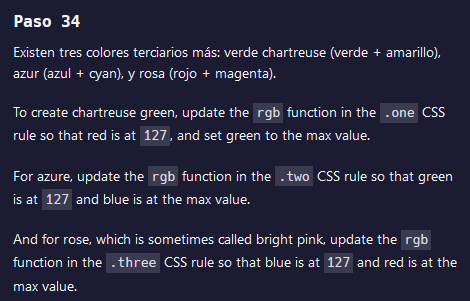 Paso 34
Existen tres colores terciarios más: verde chartreuse (verde + amarillo),
azur (azul + cyan), y rosa (rojo + magenta).
To create chartreuse green, update the rgb function in the .one CSS
rule so that red is at 127, and set green to the max value.
For azure, update the rgb function in the .two CSS rule so that green
is at 127 and blue is at the max value.
And for rose, which is sometimes called bright pink, update the rgb
function in the .three CSS rule so that blue is at 127 and red is at the
max value.